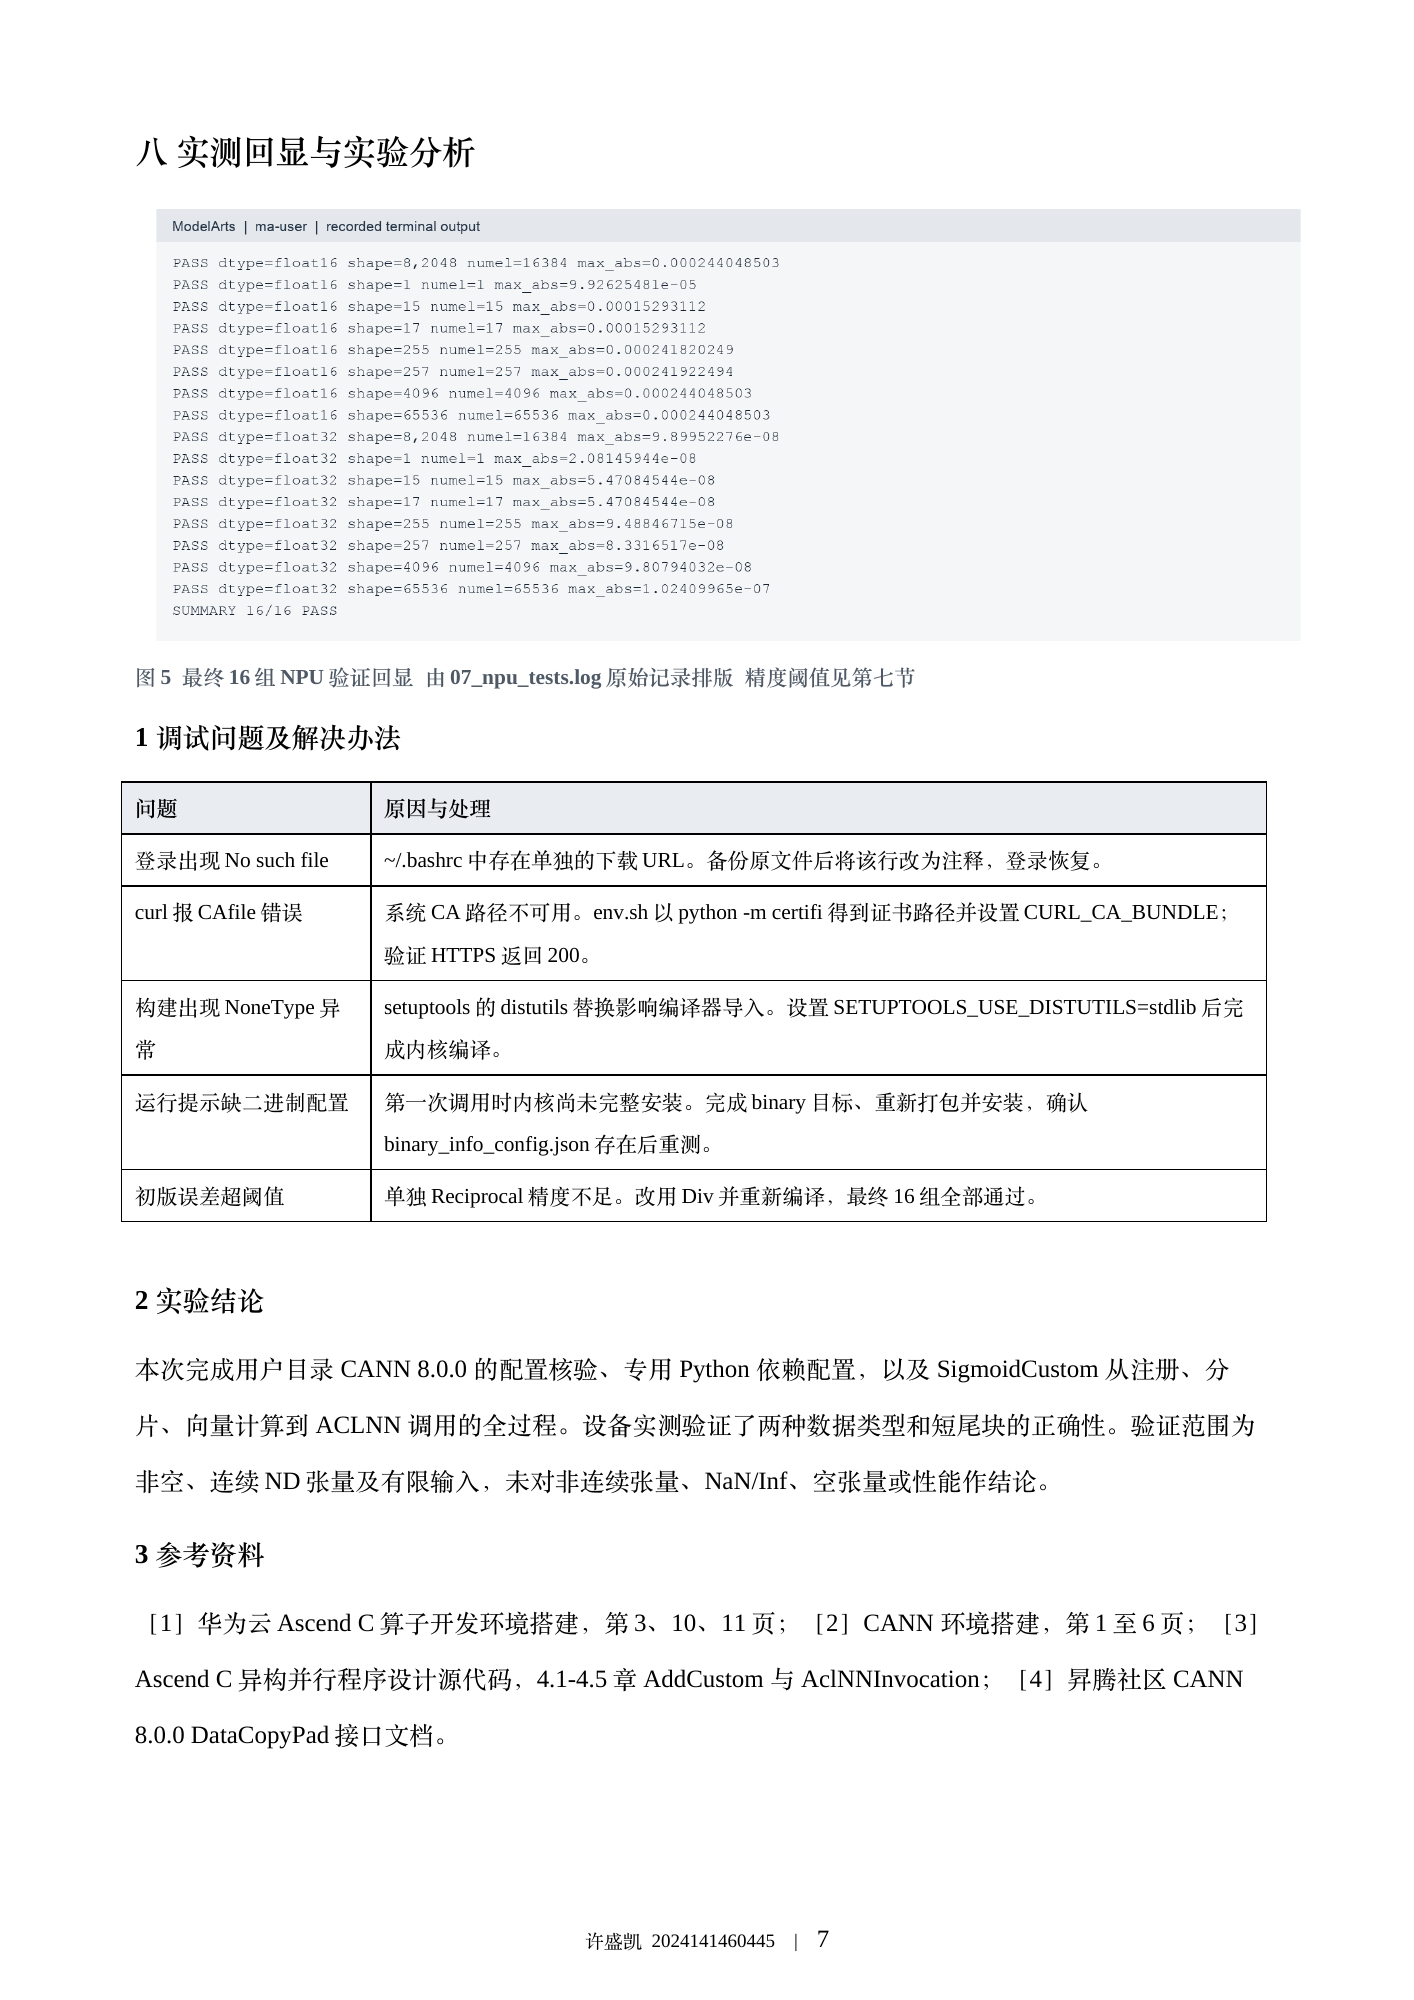 八 实测回显与实验分析
ModelArts | ma-user | recorded terminal output
PASS dtype=float16 shape=8,2048 numel=16384 max_abs=0.000244048503
PASS dtype=float16 shape=1 numel=1 max_abs=9.92625481e-05
PASS dtype=float16 shape=15 numel=15 max_abs=0.00015293112
PASS dtype=float16 shape=17 numel=17 max_abs=0.00015293112
PASS dtype=float16 shape=255 numel=255 max_abs=0.000241820249
PASS dtype=float16 shape=257 numel=257 max_abs=0.000241922494
PASS dtype=float16 shape=4096 numel=4096 max_abs=0.000244048503
PASS dtype=float16 shape=65536 numel=65536 max_abs=0.000244048503
PASS dtype=float32 shape=8,2048 numel=16384 max_abs=9.89952276e-08
PASS dtype=float32 shape=1 numel=1 max_abs=2.08145944e-08
PASS dtype=float32 shape=15 numel=15 max_abs=5.47084544e-08
PASS dtype=float32 shape=17 numel=17 max_abs=5.47084544e-08
PASS dtype=float32 shape=255 numel=255 max_abs=9.48846715e-08
PASS dtype=float32 shape=257 numel=257 max_abs=8.3316517e-08
PASS dtype=float32 shape=4096 numel=4096 max_abs=9.80794032e-08
PASS dtype=float32 shape=65536 numel=65536 max_abs=1.02409965e-07
SUMMARY 16/16 PASS
图 5 最终 16 组 NPU 验证回显 由 07_npu_tests.log 原始记录排版 精度阈值见第七节
1 调试问题及解决办法
问题 原因与处理
登录出现 No such file ~/.bashrc 中存在单独的下载 URL。备份原文件后将该行改为注释，登录恢复。
curl 报 CAfile 错误 系统 CA 路径不可用。env.sh 以 python -m certifi 得到证书路径并设置 CURL_CA_BUNDLE；
验证 HTTPS 返回 200。
构建出现 NoneType 异 setuptools 的 distutils 替换影响编译器导入。设置 SETUPTOOLS_USE_DISTUTILS=stdlib 后完
常 成内核编译。
运行提示缺二进制配置 第一次调用时内核尚未完整安装。完成 binary 目标、重新打包并安装，确认
binary_info_config.json 存在后重测。
初版误差超阈值 单独 Reciprocal 精度不足。改用 Div 并重新编译，最终 16 组全部通过。
2 实验结论
本次完成用户目录 CANN 8.0.0 的配置核验、专用 Python 依赖配置，以及 SigmoidCustom 从注册、分
片、向量计算到 ACLNN 调用的全过程。设备实测验证了两种数据类型和短尾块的正确性。验证范围为
非空、连续 ND 张量及有限输入，未对非连续张量、NaN/Inf、空张量或性能作结论。
3 参考资料
［1］华为云 Ascend C 算子开发环境搭建，第 3、10、11 页；［2］CANN 环境搭建，第 1 至 6 页；［3］
Ascend C 异构并行程序设计源代码，4.1-4.5 章 AddCustom 与 AclNNInvocation；［4］昇腾社区 CANN
8.0.0 DataCopyPad 接口文档。
许盛凯 2024141460445 | 7